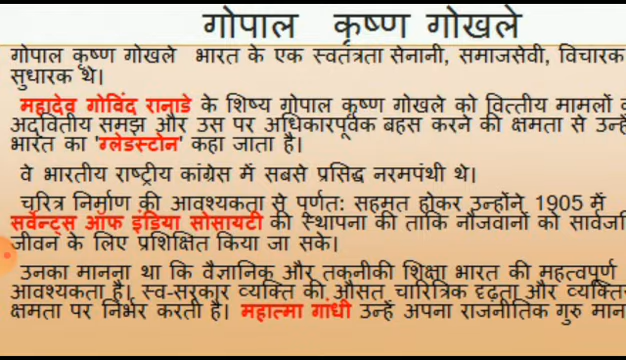 गोपाल कृष्ण गोखले
गोपाल कृष्ण गोखले भारत के एक स्वतंत्रता सेनानी, समाजसेवी, विचारक
सुधारक थे।
महादेव गोविंद रानाडे के शिष्य गोपाल कृष्ण गोखले को वित्तीय मामलों
अद्वितीय समझ और उस पर अधिकारपूर्वक बहस करने की क्षमता से उन्हें
भारत का 'ग्लेडस्टोन' कहा जाता है।
वे भारतीय राष्ट्रीय कांग्रेस में सबसे प्रसिद्ध नरमपंथी थे।
चरित्र निर्माण की आवश्यकता से पूर्णत: सहमत होकर उन्होंने 1905 में
सर्वेन्ट्स ऑफ इंडिया सोसायटी की स्थापना की ताकि नौजवानों को सार्वजनि
जीवन के लिए प्रशिक्षित किया जा सके।
उनका मानना था कि वैज्ञानिक और तकनीकी शिक्षा भारत की महत्वपूर्ण
आवश्यकता है। स्व-सरकार व्यक्ति की औसत चारित्रिक दृढ़ता और व्यक्ति
क्षमता पर निर्भर करती है। महात्मा गांधी उन्हें अपना राजनीतिक गुरु मान